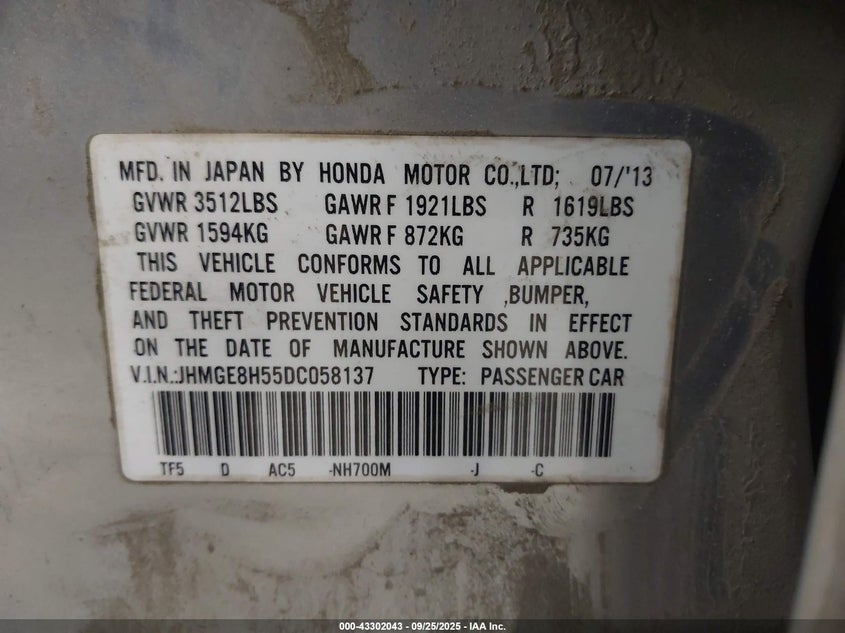 MFD. IN JAPAN BY HONDA MOTOR CO.,LTD; 07/'13
GVWR 3512LBS GAWR F 1921LBS R 1619LBS
GVWR 1594KG GAWR F 872KG R 735KG
THIS VEHICLE CONFORMS TO ALL APPLICABLE
FEDERAL MOTOR VEHICLE SAFETY ,BUMPER,
AND THEFT PREVENTION STANDARDS IN EFFECT
ON THE DATE OF MANUFACTURE SHOWN ABOVE.
V.I.N.:JHMGE8H55DC058137 TYPE: PASSENGER CAR
TF5 D AC5 -NH700M -J -C
000-43302043 - 09/25/2025 - IAA Inc.